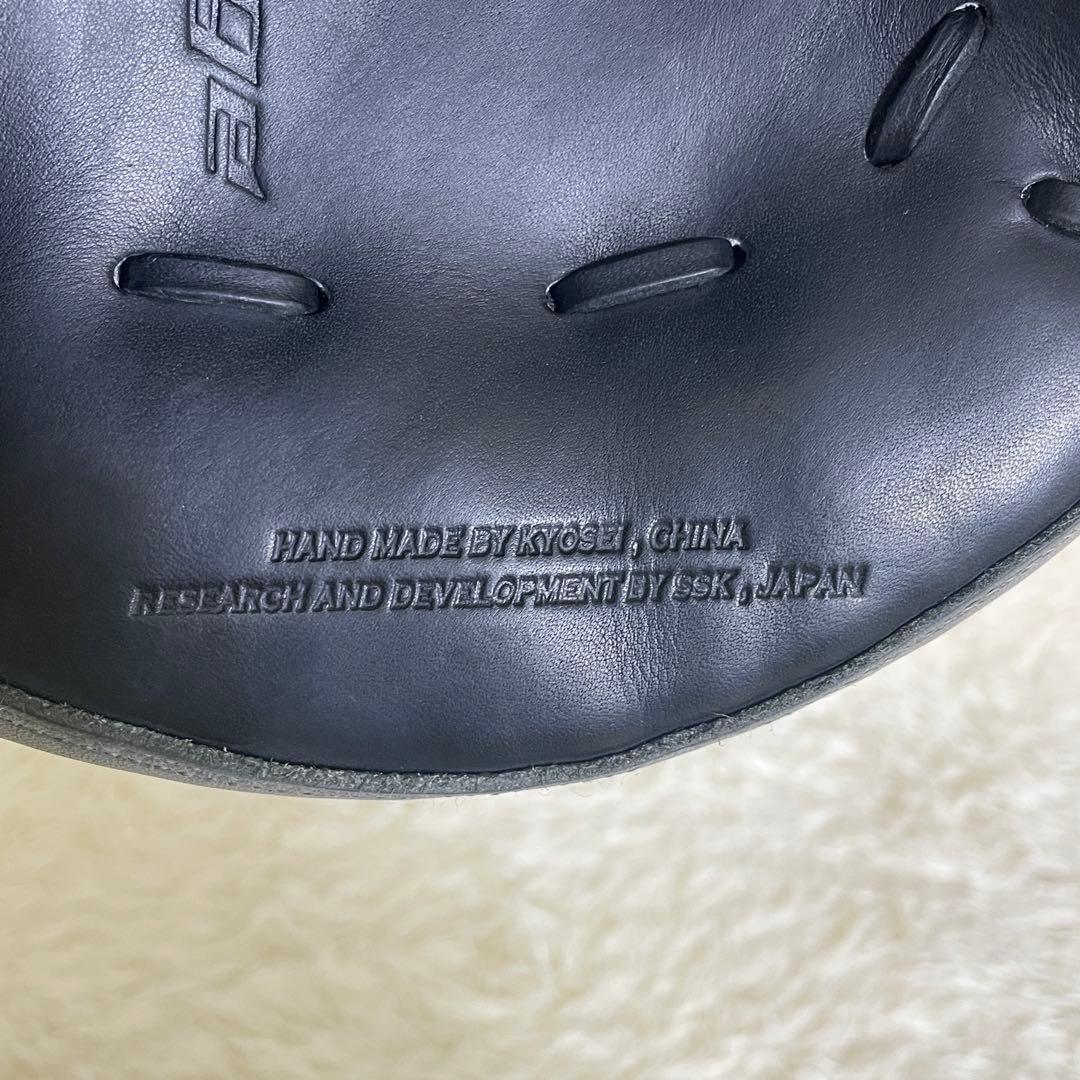 HAND MADE BY KYOSEI, CHINA
RESEARCH AND DEVELOPMENT BY SSK, JAPAN